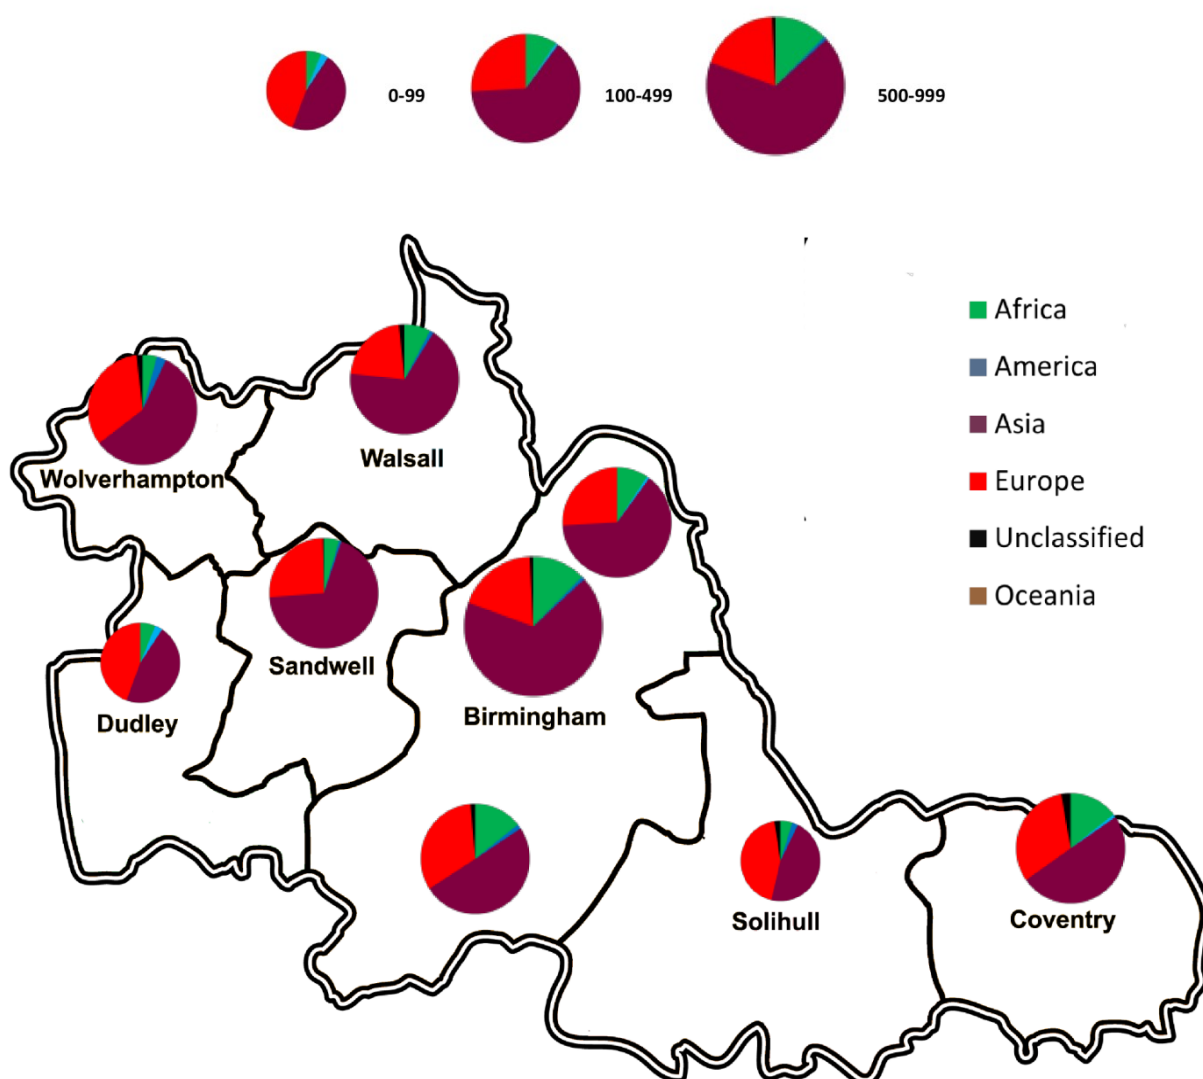 0-99
100-499
500-999
Africa
America
Asia
Europe
Unclassified
Oceania
Walsall
Wolverhampton
Sandwell
Dudley
Birmingham
Solihull
Coventry